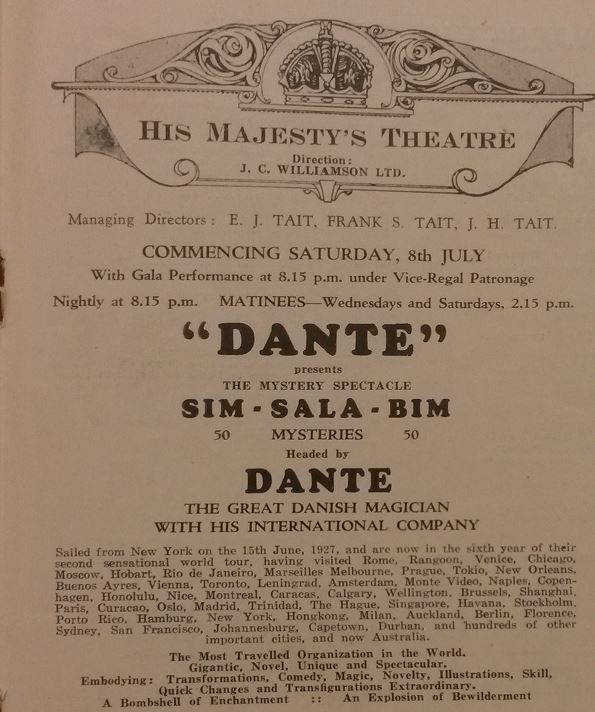 HIS MAJESTY'S THEATRE
Direction:
J. C. WILLIAMSON LTD.
Managing Directors: E. J. TAIT, FRANK S. TAIT, J. H. TAIT.
COMMENCING SATURDAY, 8th JULY
With Gala Performance at 8.15 p.m. under Vice-Regal Patronage
Nightly at 8.15 p.m. MATINEES—Wednesdays and Saturdays, 2.15 p.m.
"DANTE"
presents
THE MYSTERY SPECTACLE
SIM - SALA - BIM
50 MYSTERIES 50
Headed by
DANTE
THE GREAT DANISH MAGICIAN
WITH HIS INTERNATIONAL COMPANY
Sailed from New York on the 15th June, 1927, and are now in the sixth year of their
second sensational world tour, having visited Rome, Rangoon, Venice, Chicago,
Moscow, Hobart, Rio de Janeiro, Marseilles Melbourne, Prague, Tokio, New Orleans,
Buenos Ayres, Vienna, Toronto, Leningrad, Amsterdam, Monte Video, Naples, Copen-
hagen, Honolulu, Nice, Montreal, Caracas, Calgary, Wellington, Brussels, Shanghai,
Paris, Curacao, Oslo, Madrid, Trinidad, The Hague, Singapore, Havana, Stockholm,
Porto Rico, Hamburg, New York, Hongkong, Milan, Auckland, Berlin, Florence,
Sydney, San Francisco, Johannesburg, Capetown, Durban, and hundreds of other
important cities, and now Australia.
The Most Travelled Organization in the World.
Gigantic, Novel, Unique and Spectacular.
Embodying: Transformations, Comedy, Magic, Novelty, Illustrations, Skill,
Quick Changes and Transfigurations Extraordinary.
A Bombshell of Enchantment :: An Explosion of Bewilderment